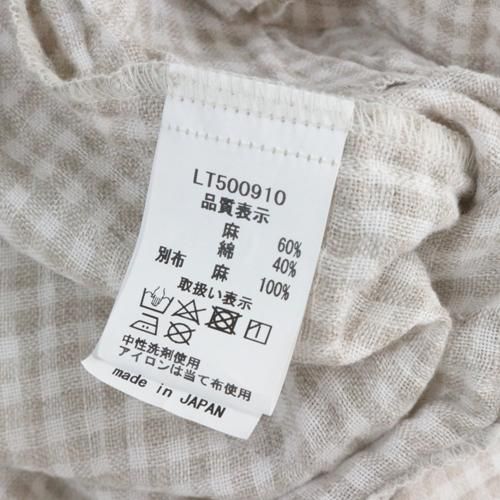 LT500910
品質表示
麻 60%
綿 40%
別布 麻 100%
取扱い表示
中性洗剤使用
アイロンは当て布使用
made in JAPAN